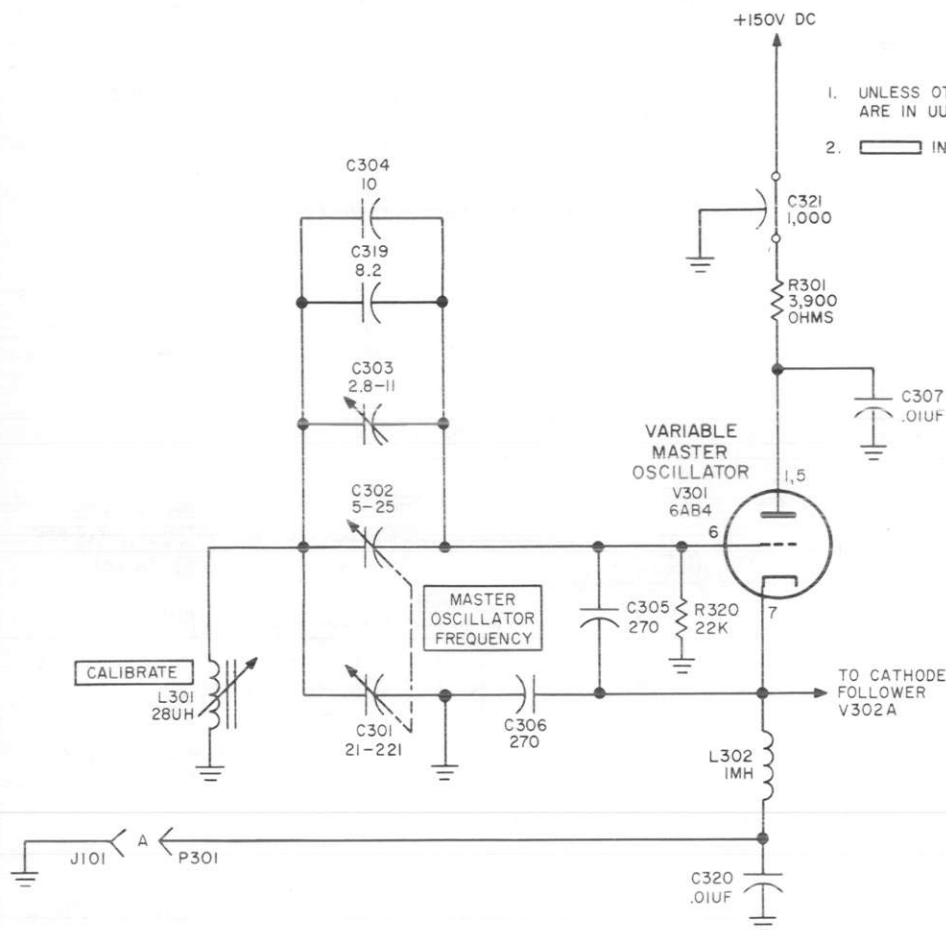 +150V DC
1. UNLESS
ARE IN
2. IN
C304
10
C321
1,000
C319
8.2
R301
3,900
OHMS
C303
2.8-11
C307
.01UF
VARIABLE
MASTER
OSCILLATOR
V301
6AB4
1,5
C302
5-25
6
MASTER
OSCILLATOR
FREQUENCY
C305
270
R320
22K
7
CALIBRATE
L301
28UH
TO CATHODE
FOLLOWER
V302A
C301
21-221
C306
270
L302
1MH
J101
A
P301
C320
.01UF